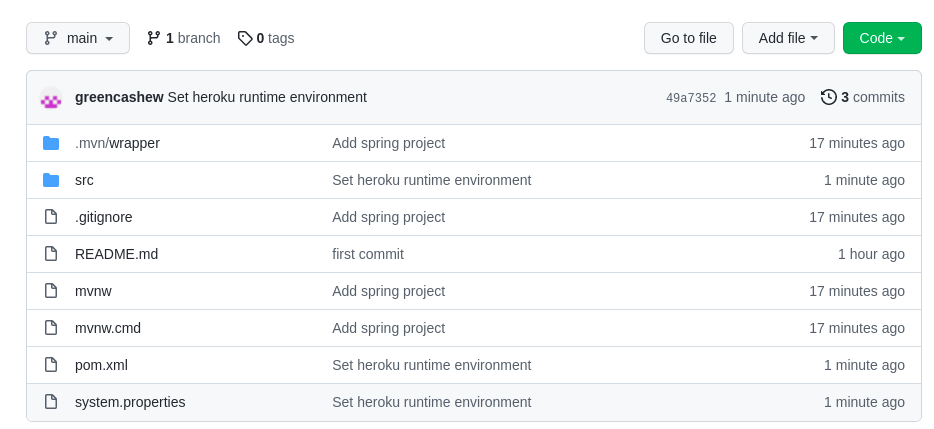 main 1 branch 0 tags Go to file Add file Code
greencashew Set heroku runtime environment 49a7352 1 minute ago 3 commits
.mvn/wrapper Add spring project 17 minutes ago
src Set heroku runtime environment 1 minute ago
.gitignore Add spring project 17 minutes ago
README.md first commit 1 hour ago
mvnw Add spring project 17 minutes ago
mvnw.cmd Add spring project 17 minutes ago
pom.xml Set heroku runtime environment 1 minute ago
system.properties Set heroku runtime environment 1 minute ago